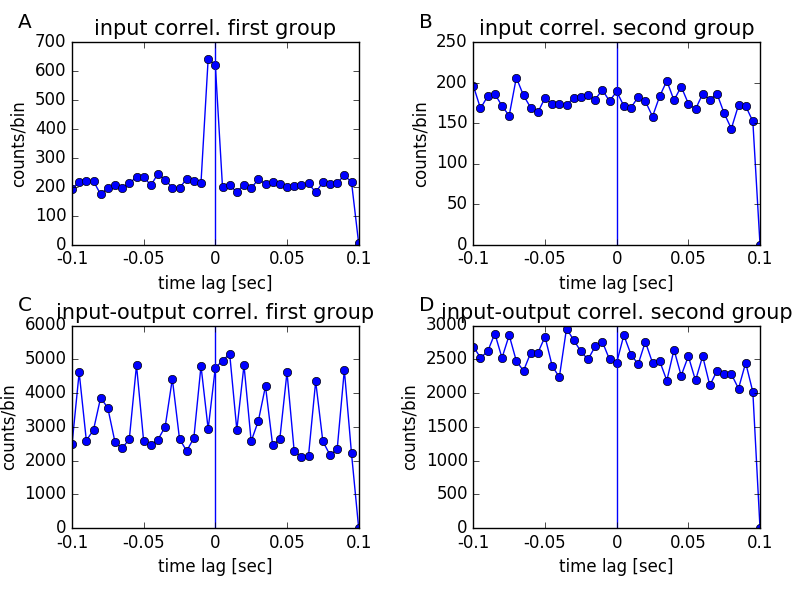 A
input correl. first group
700
600
500
400
300
200
100
0
counts/bin
-0.1 -0.05 0 0.05 0.1
time lag [sec]
B
input correl. second group
250
200
150
100
50
0
counts/bin
-0.1 -0.05 0 0.05 0.1
time lag [sec]
C
input-output correl. first group
6000
5000
4000
3000
2000
1000
0
counts/bin
-0.1 -0.05 0 0.05 0.1
time lag [sec]
D
input-output correl. second group
3000
2500
2000
1500
1000
500
0
counts/bin
-0.1 -0.05 0 0.05 0.1
time lag [sec]